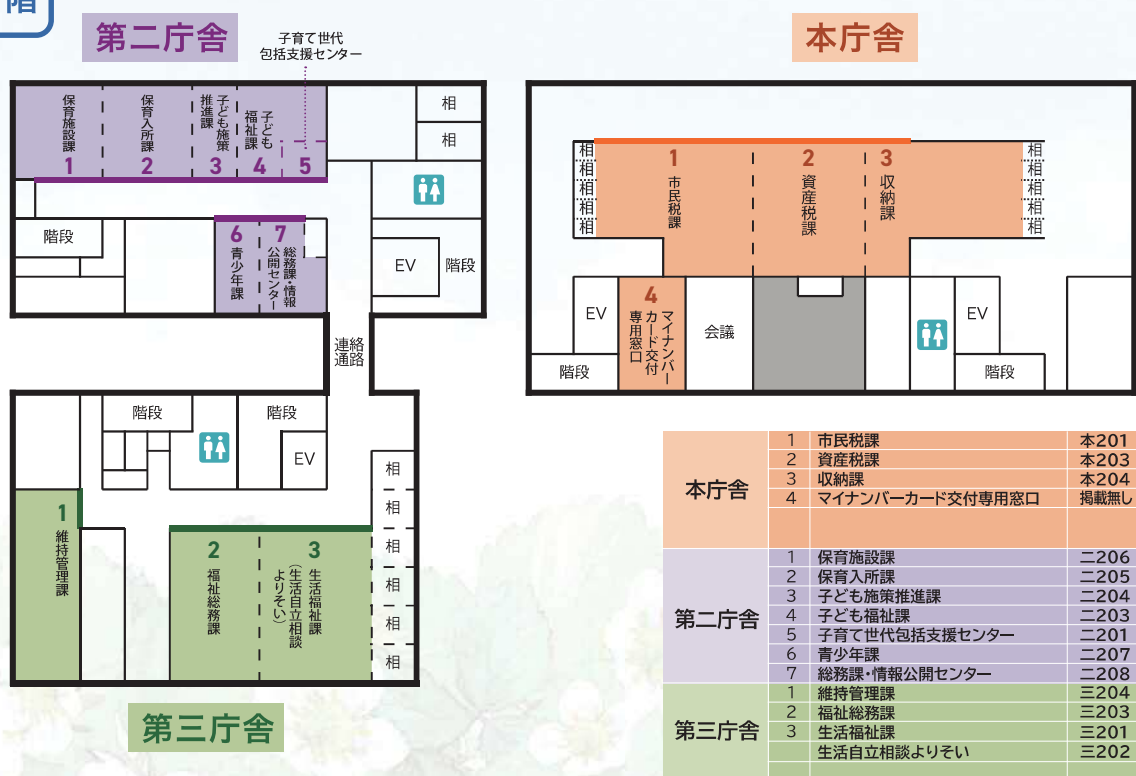 階
第二庁舎
子育て世代
包括支援センター
保育施設課
1
保育入所課
2
子ども施策
推進課
3
子ども
福祉課
4
5
相
相
階段
6
青少年課
7
総務課・情報
公開センター
EV
階段
連絡
通路
本庁舎
相
相
相
相
相
1
市民税課
2
資産税課
3
収納課
相
相
相
相
相
EV
階段
4
マイナンバー
カード交付
専用窓口
会議
EV
階段
階段
階段
EV
1
維持管理課
2
福祉総務課
3
生活福祉課
(生活自立相談
よりそい)
相
相
相
相
相
相
第三庁舎
本庁舎
1 市民税課 本201
2 資産税課 本203
3 収納課 本204
4 マイナンバーカード交付専用窓口 掲載無し
第二庁舎
1 保育施設課 二206
2 保育入所課 二205
3 子ども施策推進課 二204
4 子ども福祉課 二203
5 子育て世代包括支援センター 二201
6 青少年課 二207
7 総務課・情報公開センター 二208
第三庁舎
1 維持管理課 三204
2 福祉総務課 三203
3 生活福祉課 三201
生活自立相談よりそい 三202